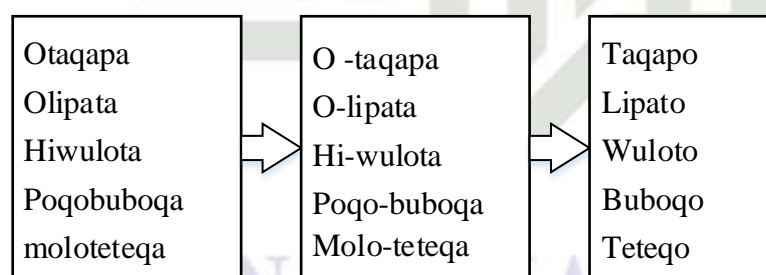 Otaqapa
Olipata
Hiwulota
Poqobuboqa
moloteteqa
O -taqapa
O-lipata
Hi-wulota
Poqo-buboqa
Molo-teteqa
Taqapo
Lipato
Wuloto
Buboqo
Teteqo